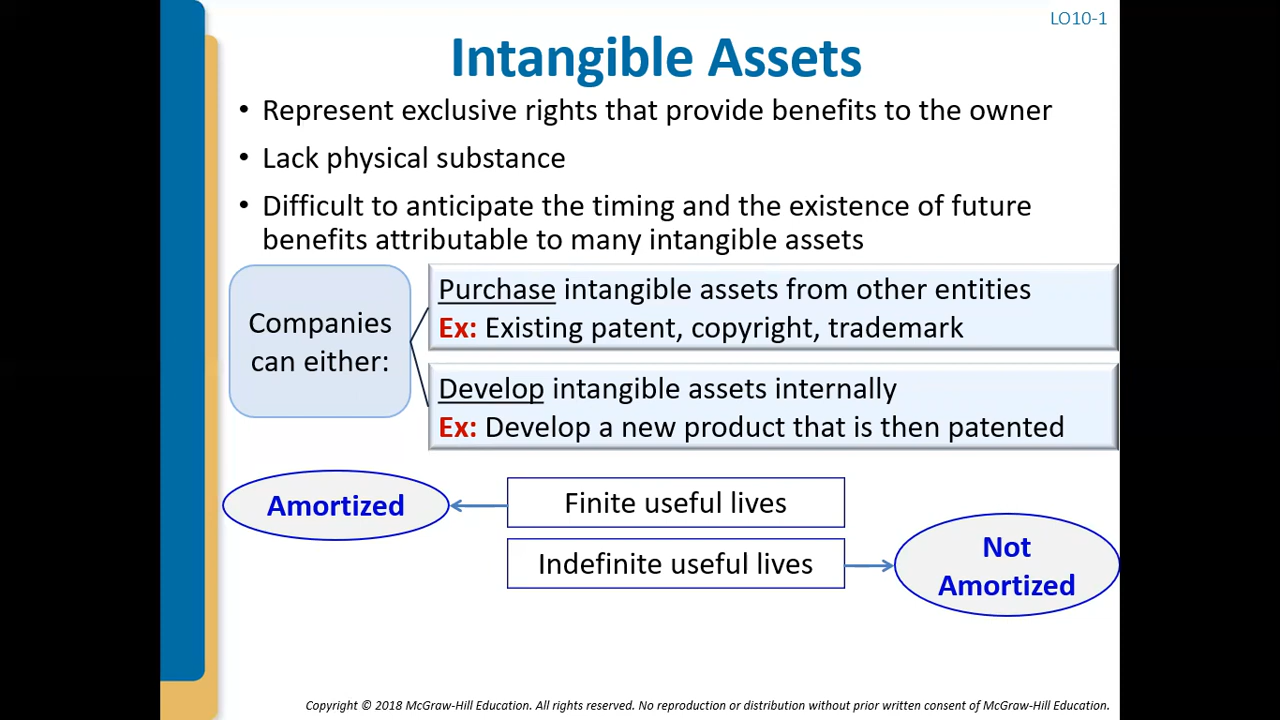 LO10-1
Intangible Assets
• Represent exclusive rights that provide benefits to the owner
• Lack physical substance
• Difficult to anticipate the timing and the existence of future
benefits attributable to many intangible assets
Companies
can either:
Purchase intangible assets from other entities
Ex: Existing patent, copyright, trademark
Develop intangible assets internally
Ex: Develop a new product that is then patented
Amortized
Finite useful lives
Indefinite useful lives
Not
Amortized
Copyright © 2018 McGraw-Hill Education. All rights reserved. No reproduction or distribution without prior written consent of McGraw-Hill Education.